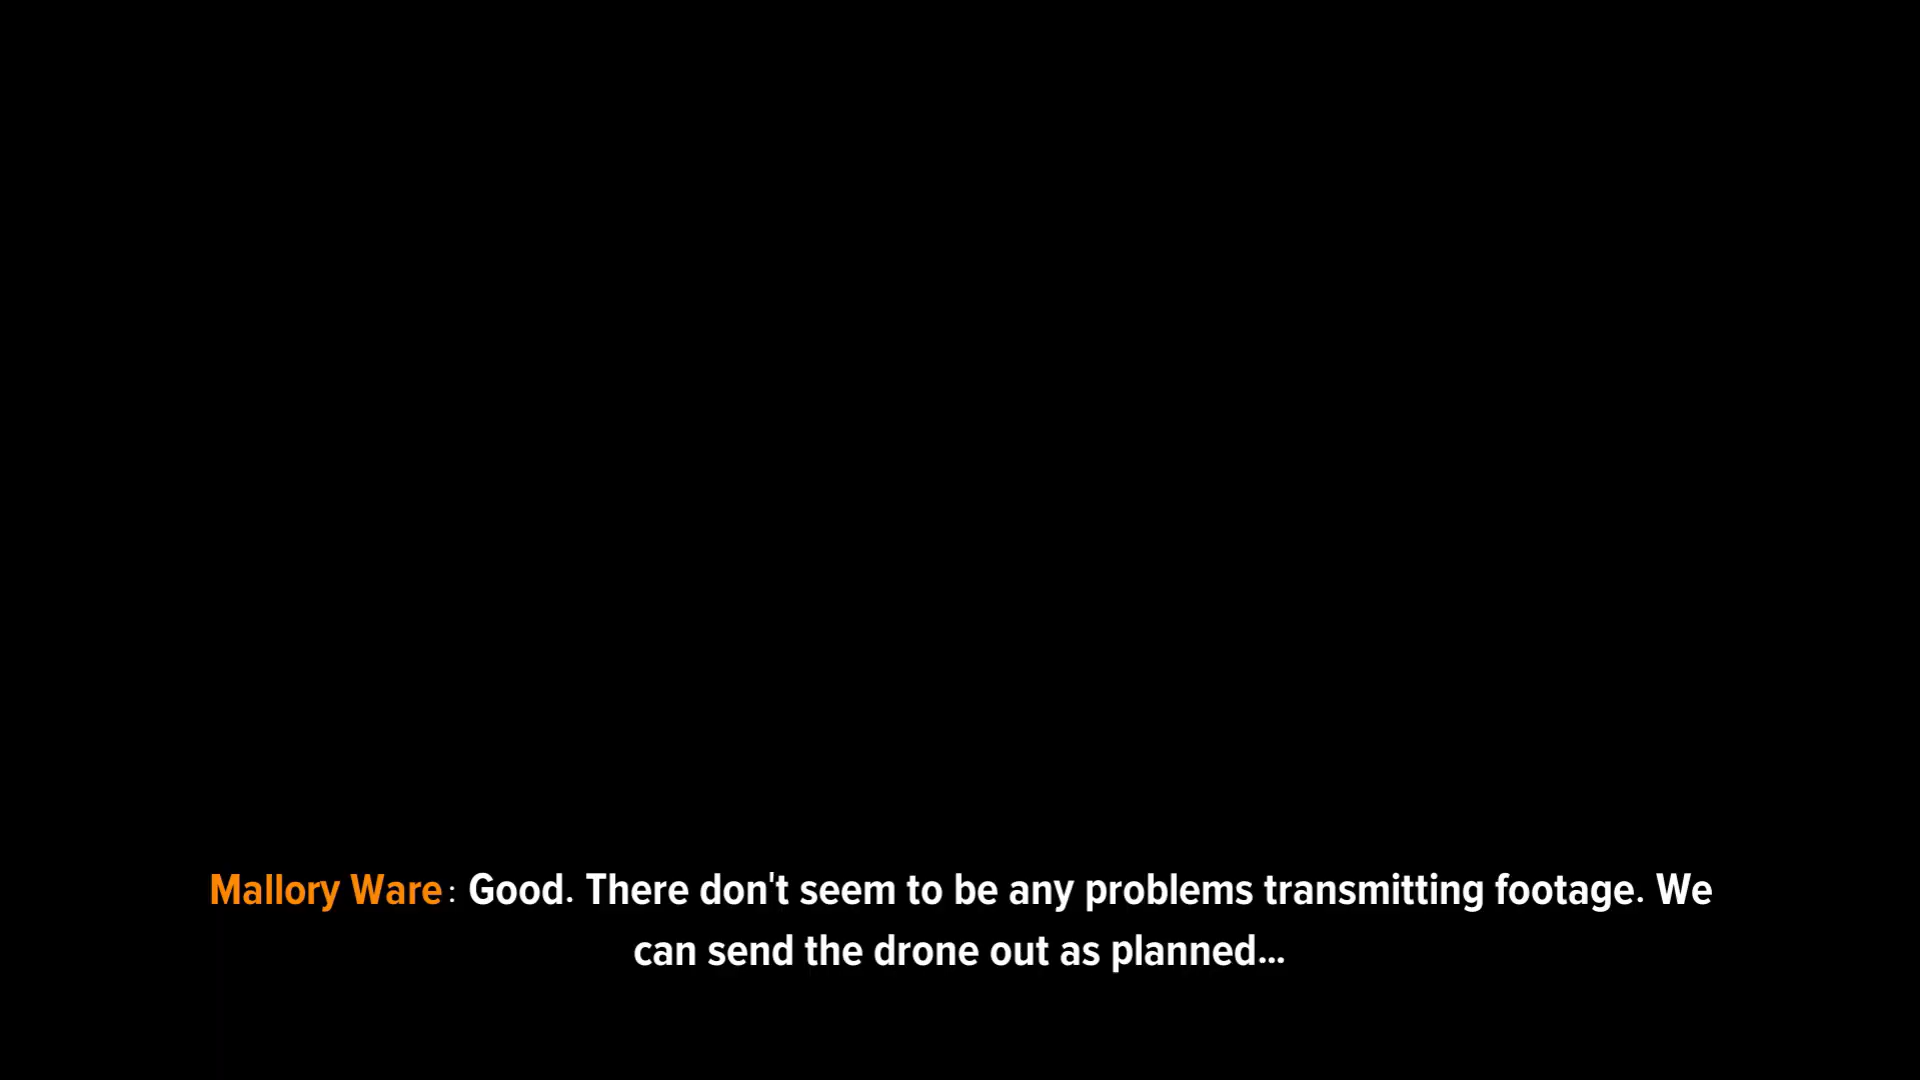 Mallory Ware: Good. There don't seem to be any problems transmitting footage. We
can send the drone out as planned...